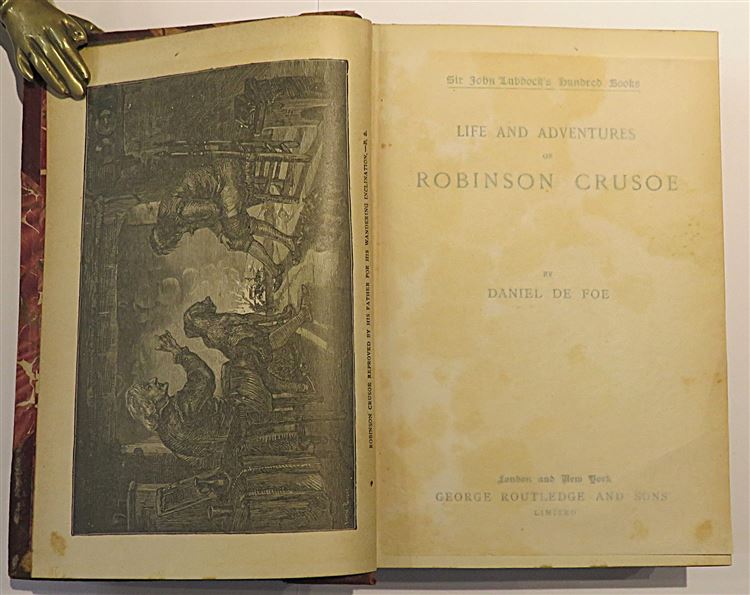 ROBINSON CRUSOE REPROVED BY HIS FATHER FOR HIS WANDERING INCLINATION.—P. 2.
Sir John Lubbock's Hundred Books
LIFE AND ADVENTURES
OF
ROBINSON CRUSOE
BY
DANIEL DE FOE
London and New York
GEORGE ROUTLEDGE AND SONS
LIMITED